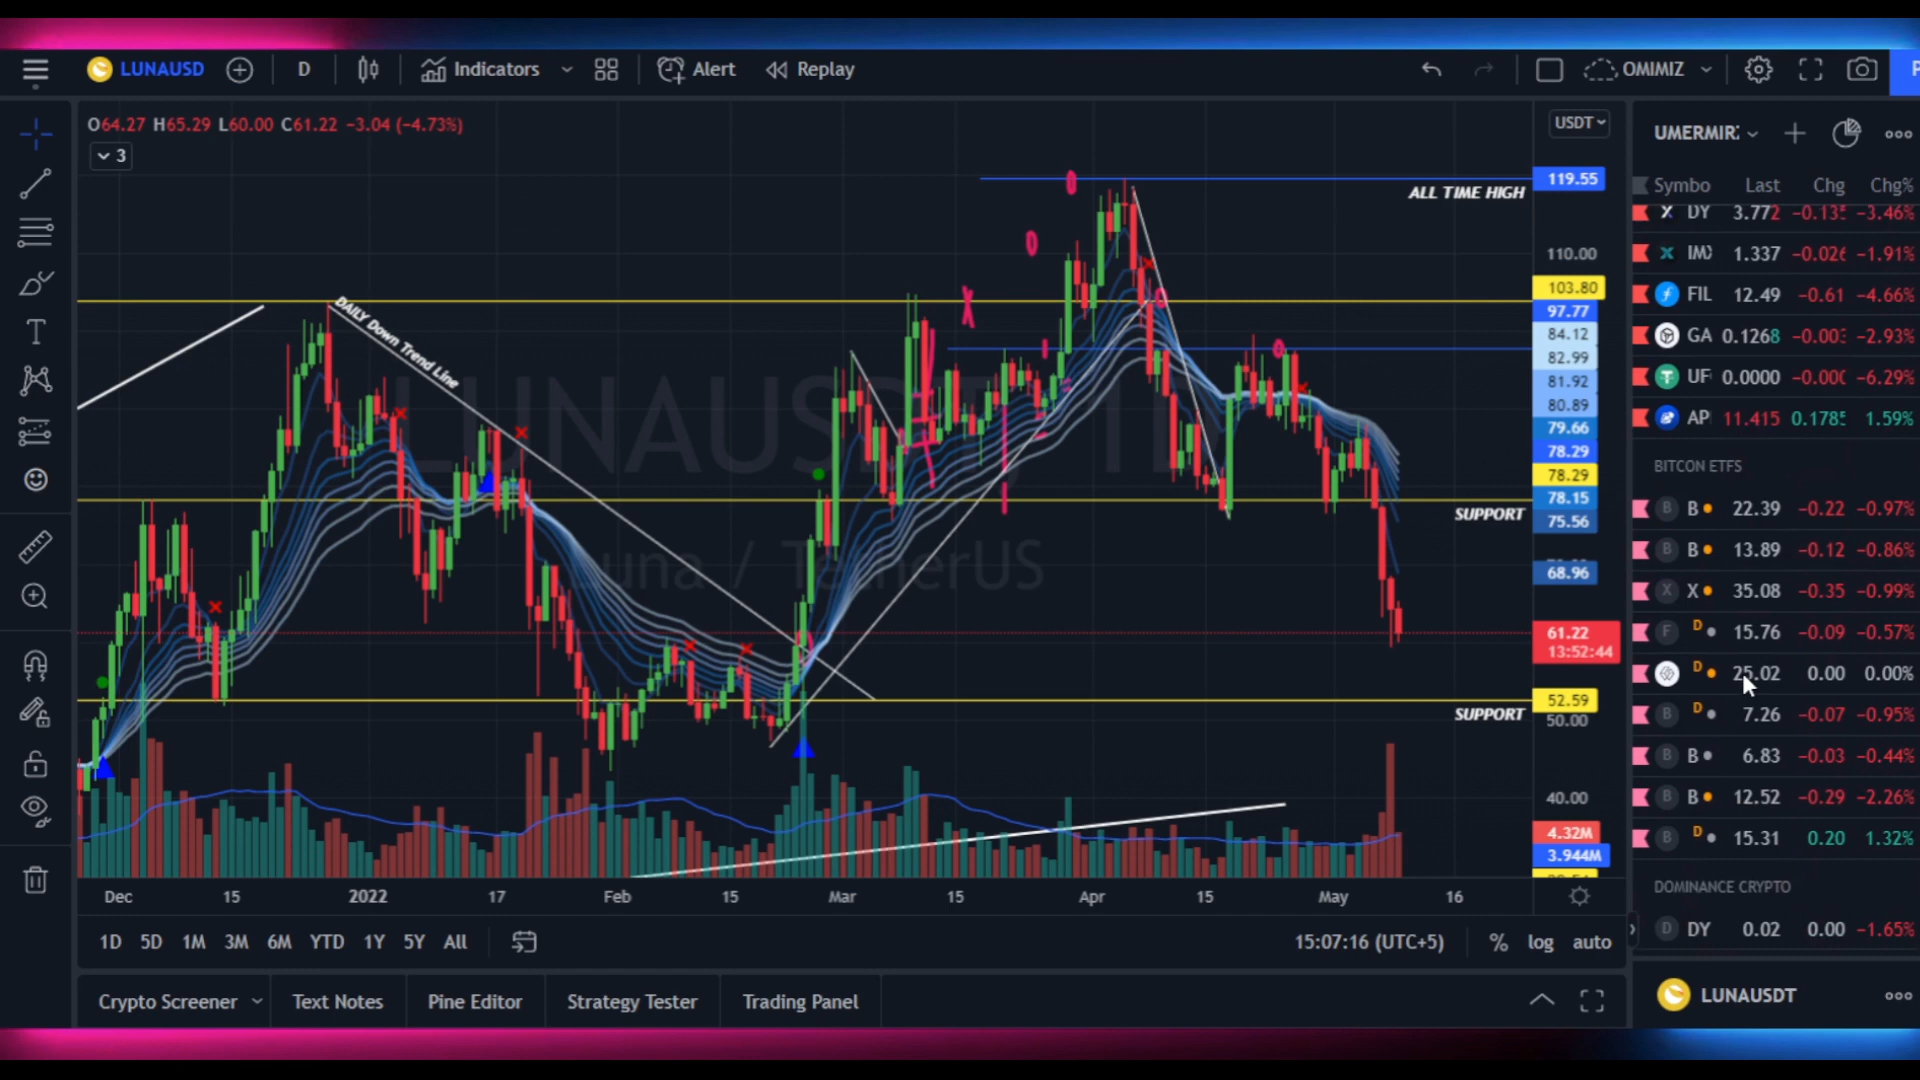 LUNAUSD D Indicators Alert Replay OMIMIZ
O64.27 H65.29 L60.00 C61.22 −3.04 (−4.73%)
3
USDT
119.55
ALL TIME HIGH
110.00
103.80
97.77
84.12
82.99
81.92
80.89
79.66
78.29
78.29
78.15
75.56
68.96
61.22
13:52:44
52.59
50.00
40.00
4.32M
3.944M
DAILY Down Trend Line
SUPPORT
SUPPORT
Dec 15 2022 17 Feb 15 Mar 15 Apr 15 May 16
1D 5D 1M 3M 6M YTD 1Y 5Y All
15:07:16 (UTC+5) % log auto
Crypto Screener Text Notes Pine Editor Strategy Tester Trading Panel
UMERMIR
Symbo Last Chg Chg%
DY 3.772 −0.135 −3.46%
IM 1.337 −0.026 −1.91%
FIL 12.49 −0.61 −4.66%
GA 0.1268 −0.003 −2.93%
UF 0.0000 −0.000 −6.29%
AP 11.415 0.1785 1.59%
BITCON ETFS
B B 22.39 −0.22 −0.97%
B B 13.89 −0.12 −0.86%
X X 35.08 −0.35 −0.99%
F D 15.76 −0.09 −0.57%
D 25.02 0.00 0.00%
B D 7.26 −0.07 −0.95%
B B 6.83 −0.03 −0.44%
B B 12.52 −0.29 −2.26%
B D 15.31 0.20 1.32%
DOMINANCE CRYPTO
D DY 0.02 0.00 −1.65%
LUNAUSDT